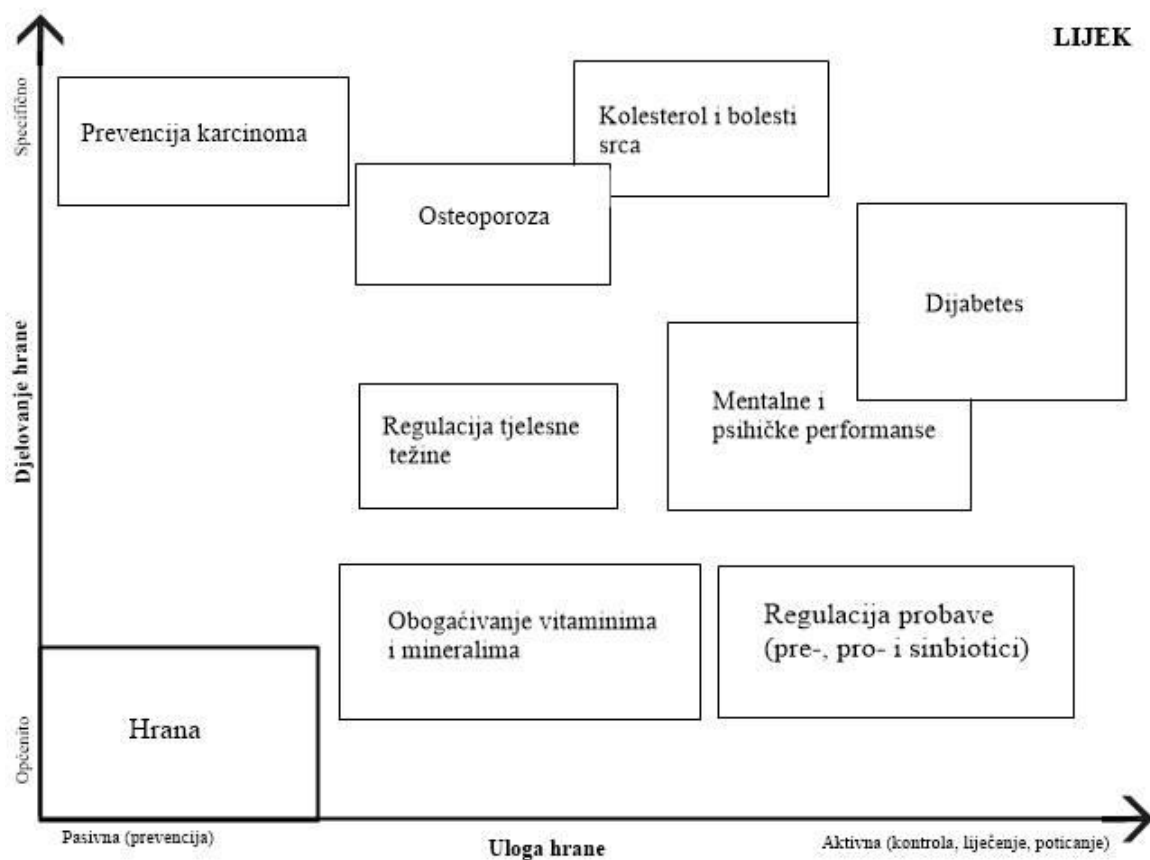 LIJEK
Specifično
Prevencija karcinoma
Kolesterol i bolesti
srca
Osteoporoza
Dijabetes
Djelovanje hrane
Regulacija tjelesne
težine
Mentalne i
psihičke performanse
Obogaćivanje vitaminima
i mineralima
Regulacija probave
(pre-, pro- i sinbiotici)
Općenito
Hrana
Pasivna (prevencija)
Uloga hrane
Aktivna (kontrola, liječenje, poticanje)